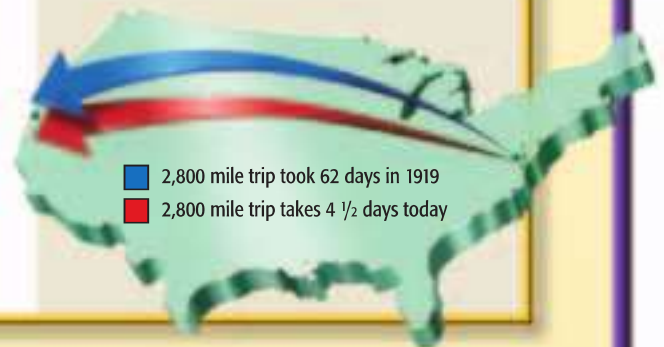 2,800 mile trip took 62 days in 1919
2,800 mile trip takes 4 1/2 days today